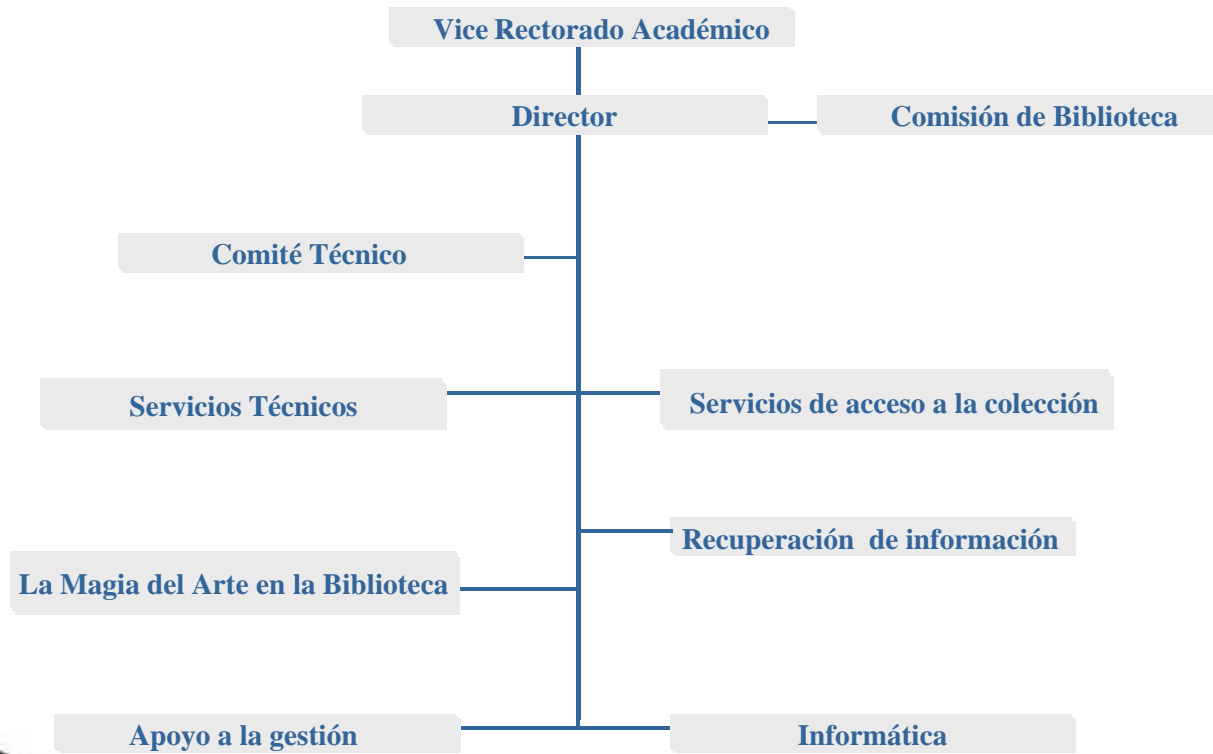 Vice Rectorado Académico
Director
Comisión de Biblioteca
Comité Técnico
Servicios Técnicos
Servicios de acceso a la colección
Recuperación de información
La Magia del Arte en la Biblioteca
Apoyo a la gestión
Informática